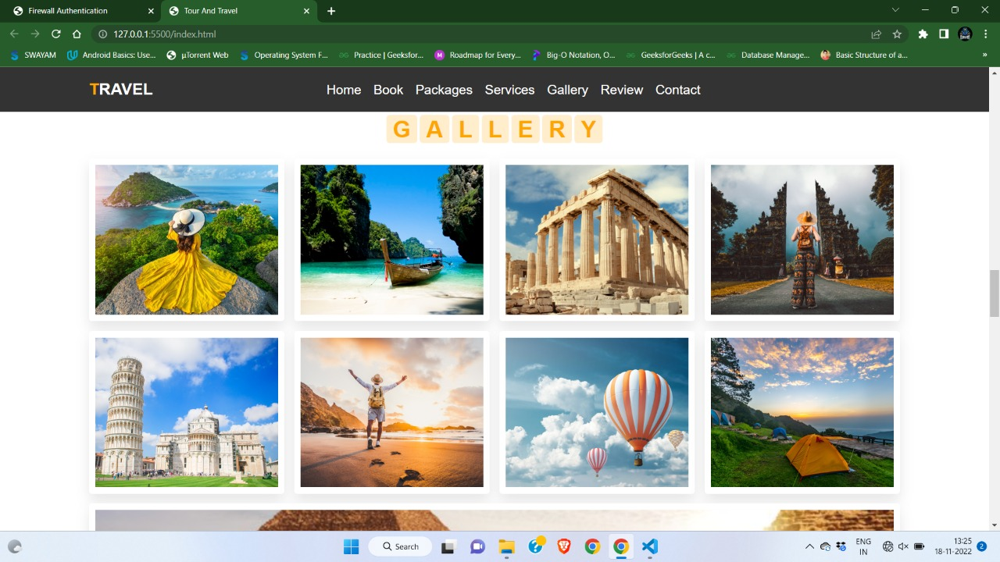 Firewall Authentication
Tour And Travel
127.0.0.1:5500/index.html
SWAYAM
Android Basics: Use...
µTorrent Web
Operating System F...
Practice | Geeksfor...
Roadmap for Every...
Big-O Notation, O...
GeeksforGeeks | A c...
Database Manage...
Basic Structure of a...
»
TRAVEL
Home Book Packages Services Gallery Review Contact
GALLERY
Search
ENG
IN
13:25
18-11-2022
2